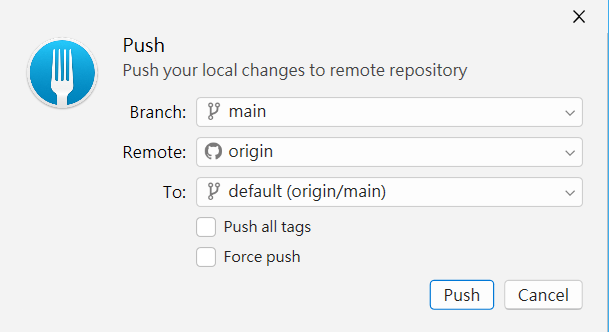 Push
Push your local changes to remote repository
Branch: main
Remote: origin
To: default (origin/main)
Push all tags
Force push
Push Cancel